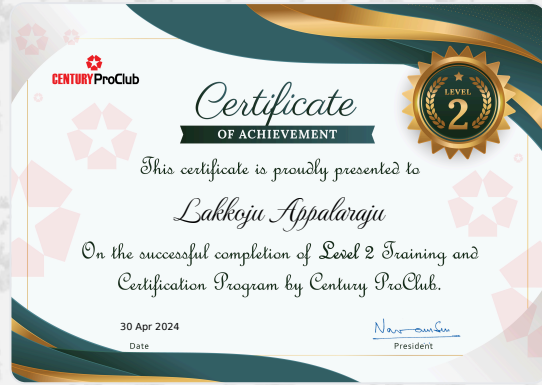 CENTURY ProClub
Certificate
OF ACHIEVEMENT
LEVEL
2
This certificate is proudly presented to
Lakkoju Appalaraju
On the successful completion of Level 2 Training and
Certification Program by Century ProClub.
30 Apr 2024
Date
President